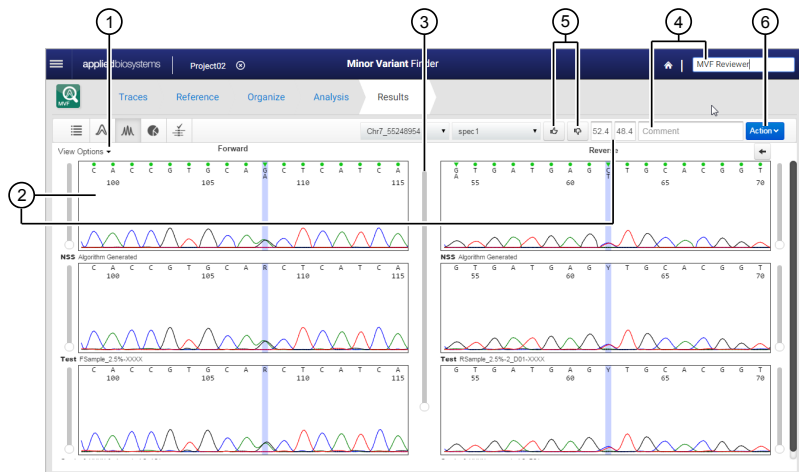 1 3 5 4 6
appliedbiosystems Project02 Minor Variant Finder MVF Reviewer
MVF Traces Reference Organize Analysis Results
Chr7_55248954 spec1 52.4 48.4 Comment Action
View Options Forward Reverse
2
C A C C G T G C A G C T C A T C A
A
100 105 110 115
G T G A T G A G C T G C A C G G T
A T
55 60 65 70
NSS Algorithm Generated
NSS Algorithm Generated
C A C C G T G C A R C T C A T C A
100 105 110 115
G T G A T G A G Y T G C A C G G T
55 60 65 70
Test FSample_2.5%-XXXX
Test RSample_2.5%-2_D01-XXXX
C A C C G T G C A R C T C A T C A
100 105 110 115
G T G A T G A G Y T G C A C G G T
55 60 65 70